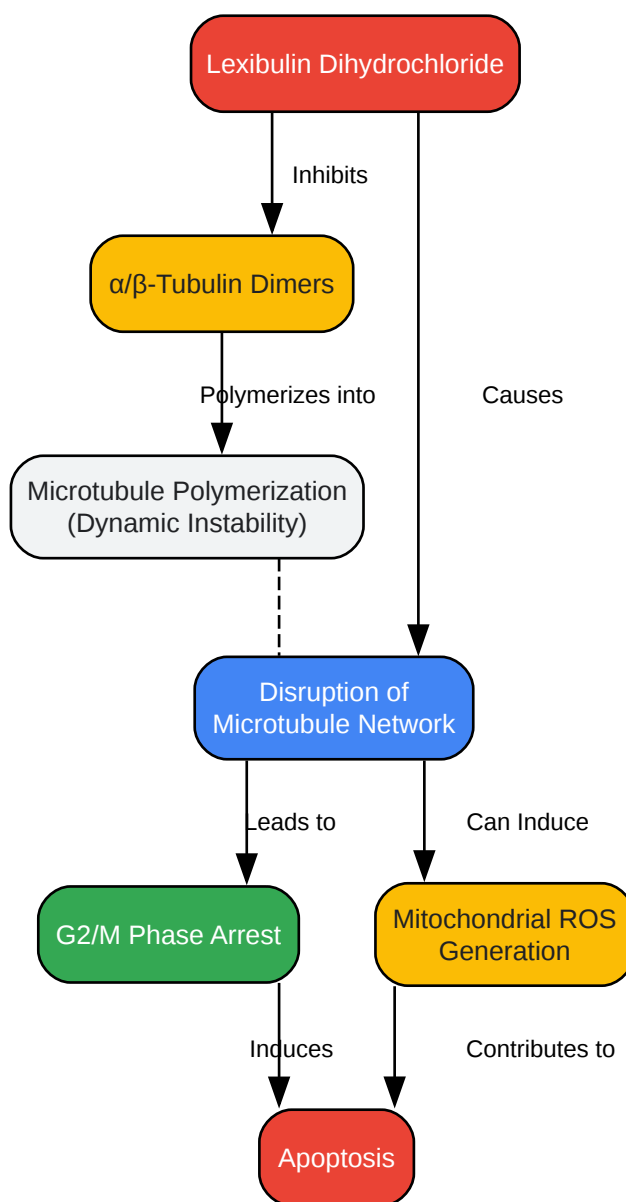 Lexibulin Dihydrochloride
Inhibits
α/β-Tubulin Dimers
Polymerizes into
Causes
Microtubule Polymerization
(Dynamic Instability)
Disruption of
Microtubule Network
Leads to
Can Induce
G2/M Phase Arrest
Mitochondrial ROS
Generation
Induces
Contributes to
Apoptosis